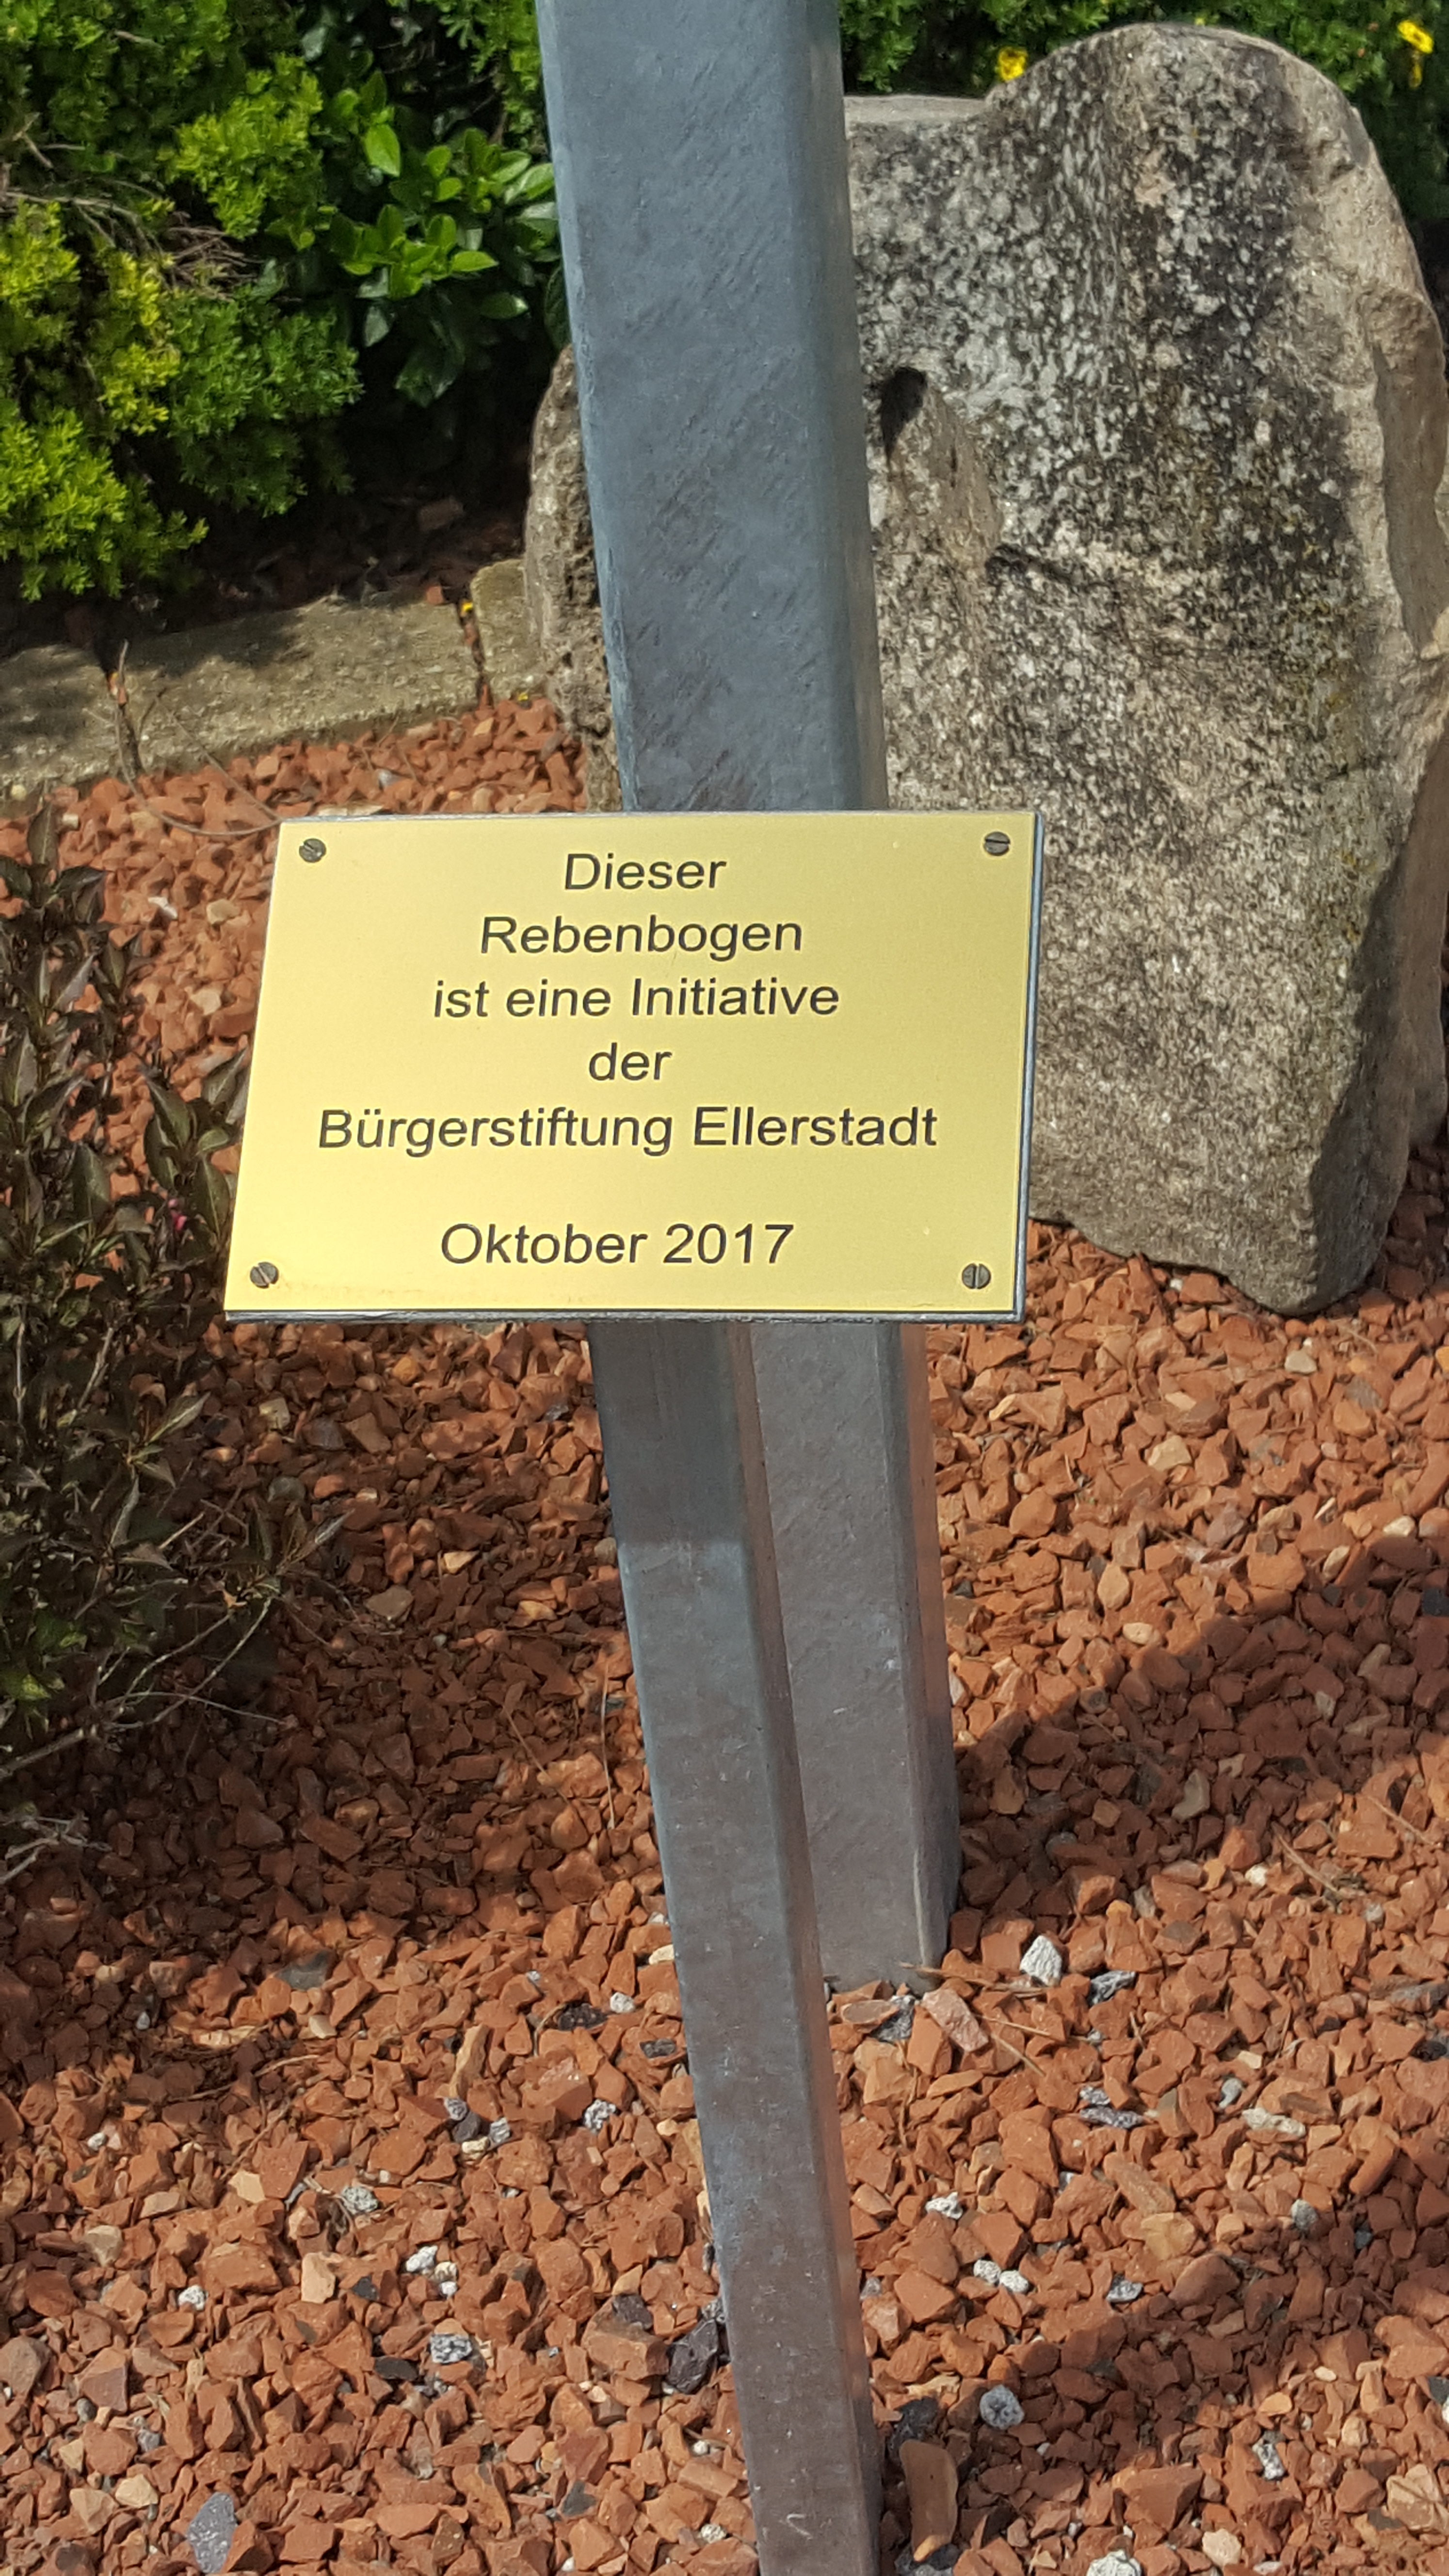 Dieser
Rebenbogen
ist eine Initiative
der
Bürgerstiftung Ellerstadt
Oktober 2017